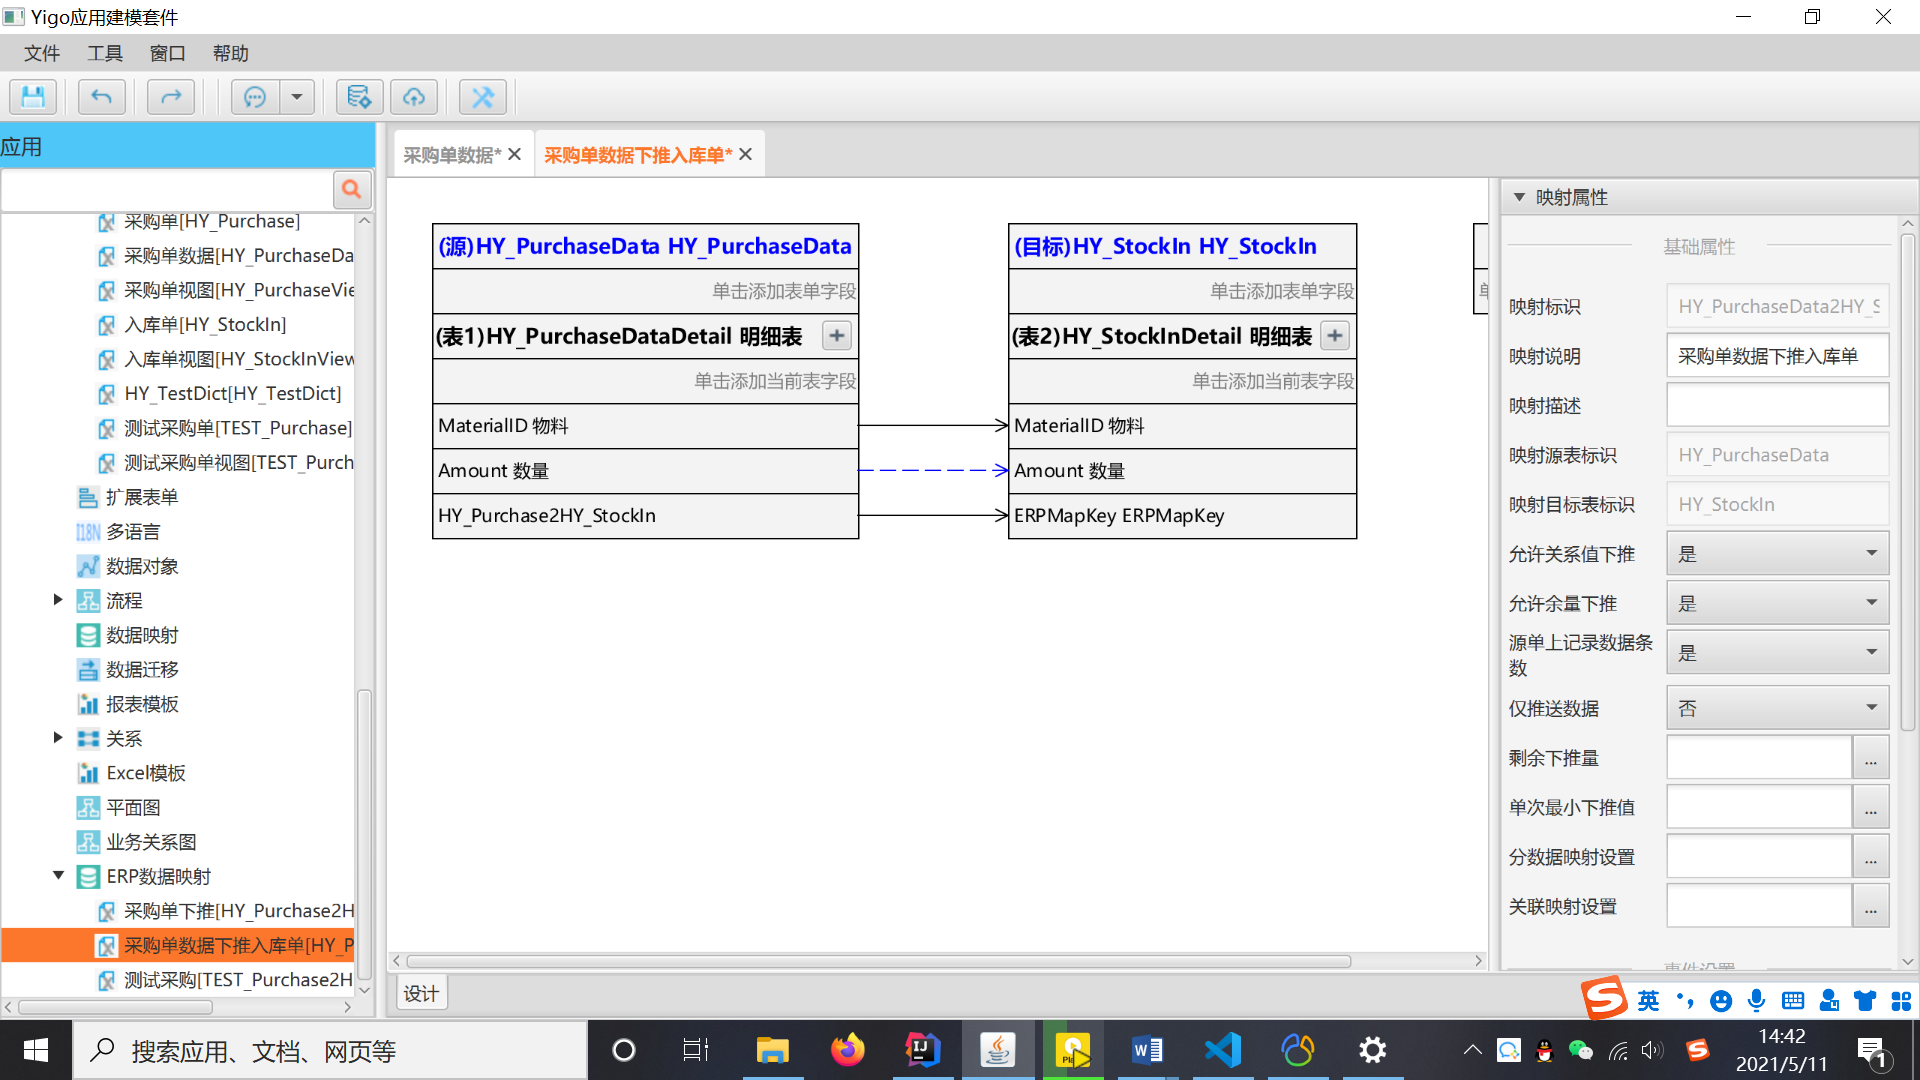 Yigo应用建模套件
文件 工具 窗口 帮助
应用
采购单[HY_Purchase]
采购单数据[HY_PurchaseDa
采购单视图[HY_PurchaseVie
入库单[HY_StockIn]
入库单视图[HY_StockInView
HY_TestDict[HY_TestDict]
测试采购单[TEST_Purchase]
测试采购单视图[TEST_Purch
扩展表单
I18N 多语言
数据对象
流程
数据映射
数据迁移
报表模板
关系
Excel模板
平面图
业务关系图
ERP数据映射
采购单下推[HY_Purchase2H
采购单数据下推入库单[HY_P
测试采购[TEST_Purchase2H
采购单数据*
采购单数据下推入库单*
(源)HY_PurchaseData HY_PurchaseData
单击添加表单字段
(表1)HY_PurchaseDataDetail 明细表
单击添加当前表字段
MaterialID 物料
Amount 数量
HY_Purchase2HY_StockIn
(目标)HY_StockIn HY_StockIn
单击添加表单字段
(表2)HY_StockInDetail 明细表
单击添加当前表字段
MaterialID 物料
Amount 数量
ERPMapKey ERPMapKey
设计
映射属性
基础属性
映射标识 HY_PurchaseData2HY_S
映射说明 采购单数据下推入库单
映射描述
映射源表标识 HY_PurchaseData
映射目标表标识 HY_StockIn
允许关系值下推 是
允许余量下推 是
源单上记录数据条
数 是
仅推送数据 否
剩余下推量 ...
单次最小下推值 ...
分数据映射设置 ...
关联映射设置 ...
事件设置
英
搜索应用、文档、网页等
14:42
2021/5/11
1